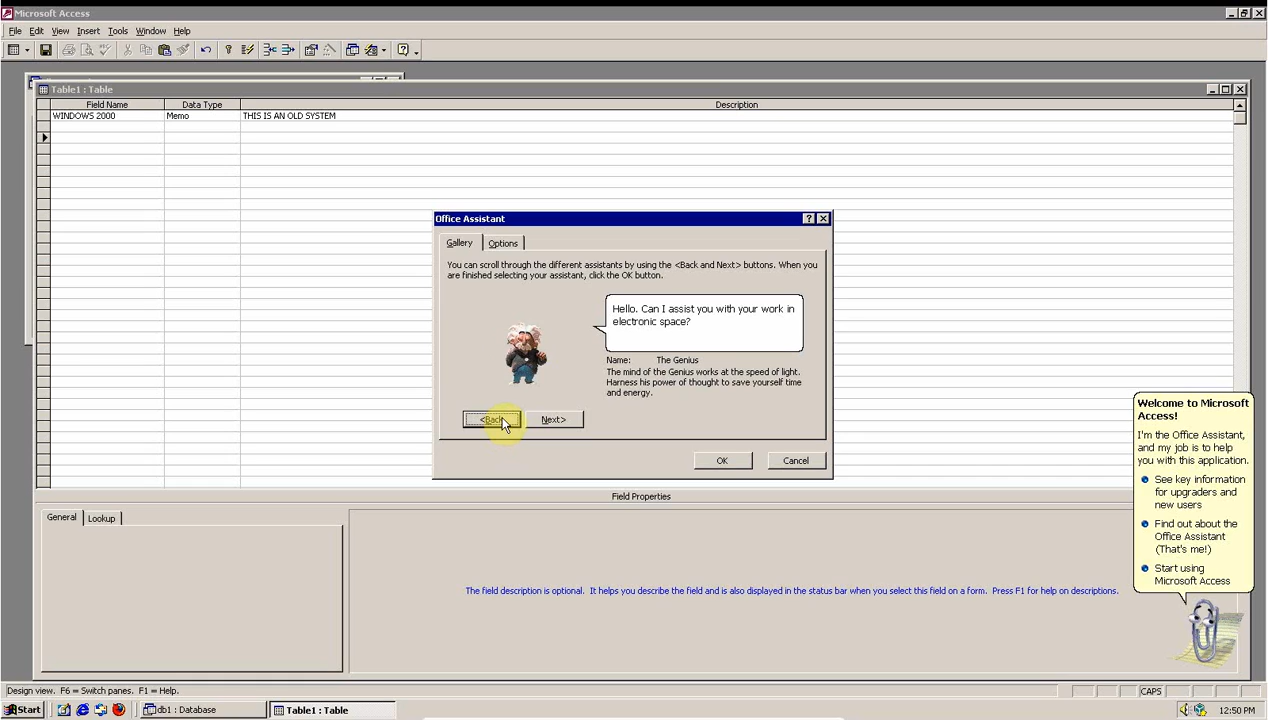 Microsoft Access
File Edit View Insert Tools Window Help
Table1 : Table
Field Name Data Type Description
WINDOWS 2000 Memo THIS IS AN OLD SYSTEM
Office Assistant
Gallery Options
You can scroll through the different assistants by using the <Back and Next> buttons. When you
are finished selecting your assistant, click the OK button.
Hello. Can I assist you with your work in
electronic space?
Name: The Genius
The mind of the Genius works at the speed of light.
Harness his power of thought to save yourself time
and energy.
<Back Next>
OK Cancel
Welcome to Microsoft
Access!
I'm the Office Assistant,
and my job is to help
you with this application.
See key information
for upgraders and
new users
Find out about the
Office Assistant
(That's me!)
Start using
Microsoft Access
Field Properties
General Lookup
The field description is optional. It helps you describe the field and is also displayed in the status bar when you select this field on a form. Press F1 for help on descriptions.
Design view. F6 = Switch panes. F1 = Help.
CAPS
Start db1 : Database Table1 : Table 12:50 PM